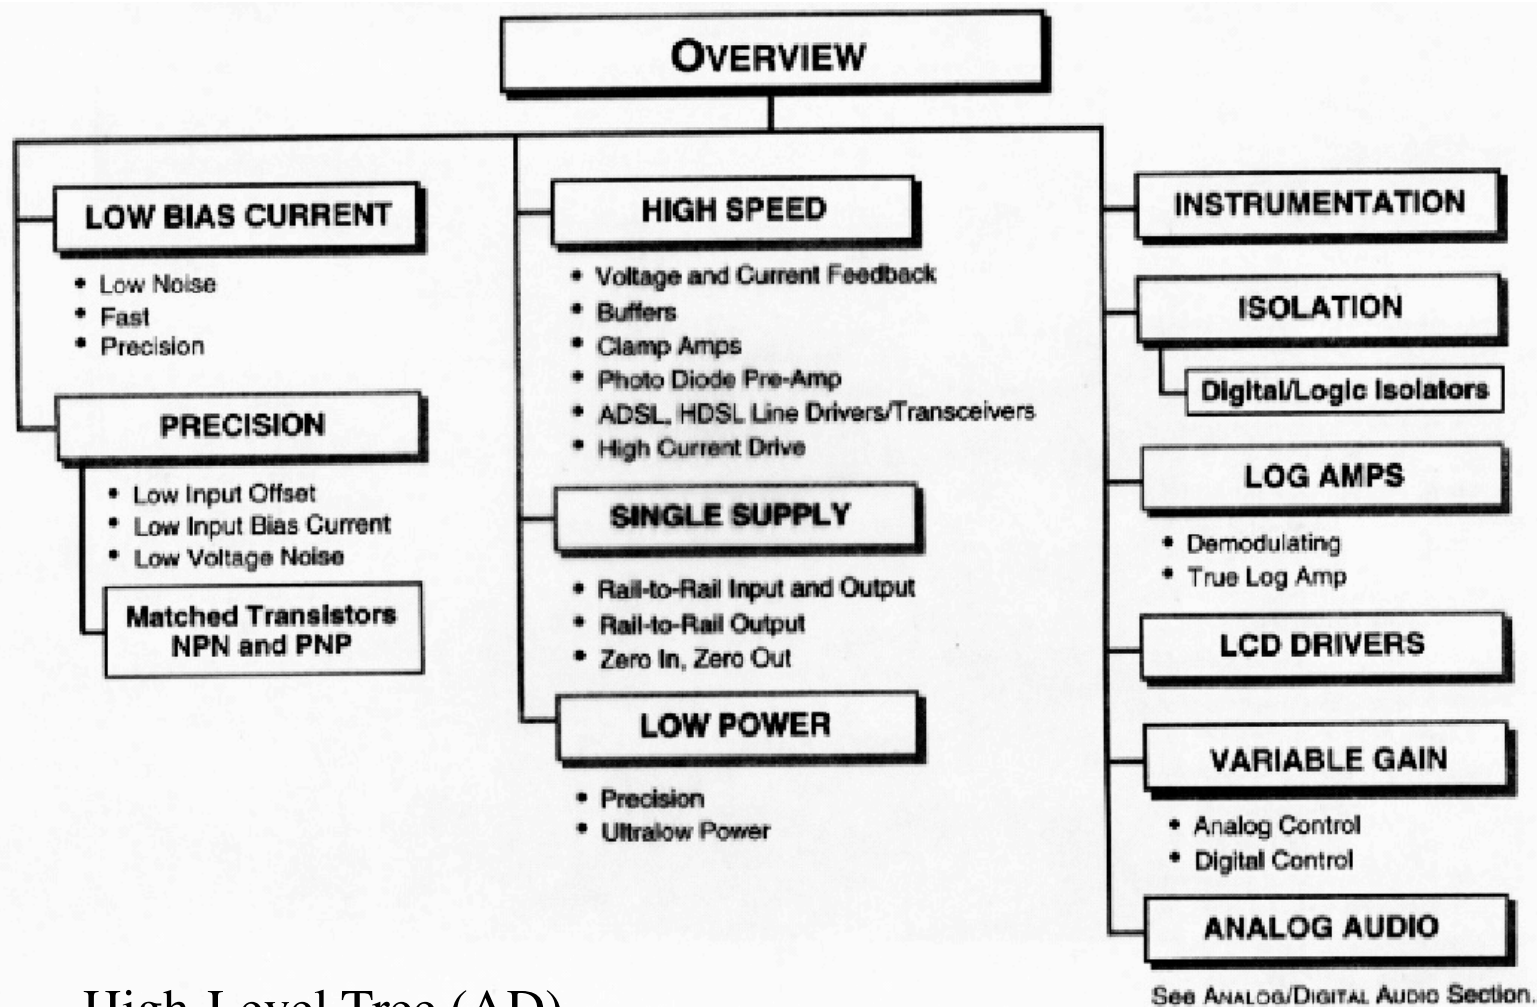 OVERVIEW
LOW BIAS CURRENT
• Low Noise
• Fast
• Precision
PRECISION
• Low Input Offset
• Low Input Bias Current
• Low Voltage Noise
Matched Transistors
NPN and PNP
HIGH SPEED
• Voltage and Current Feedback
• Buffers
• Clamp Amps
• Photo Diode Pre-Amp
• ADSL, HDSL Line Drivers/Transceivers
• High Current Drive
SINGLE SUPPLY
• Rail-to-Rail Input and Output
• Rail-to-Rail Output
• Zero In, Zero Out
LOW POWER
• Precision
• Ultralow Power
INSTRUMENTATION
ISOLATION
Digital/Logic Isolators
LOG AMPS
• Demodulating
• True Log Amp
LCD DRIVERS
VARIABLE GAIN
• Analog Control
• Digital Control
ANALOG AUDIO
See ANALOG/DIGITAL AUDIO Section
High-Level Tree (AD)